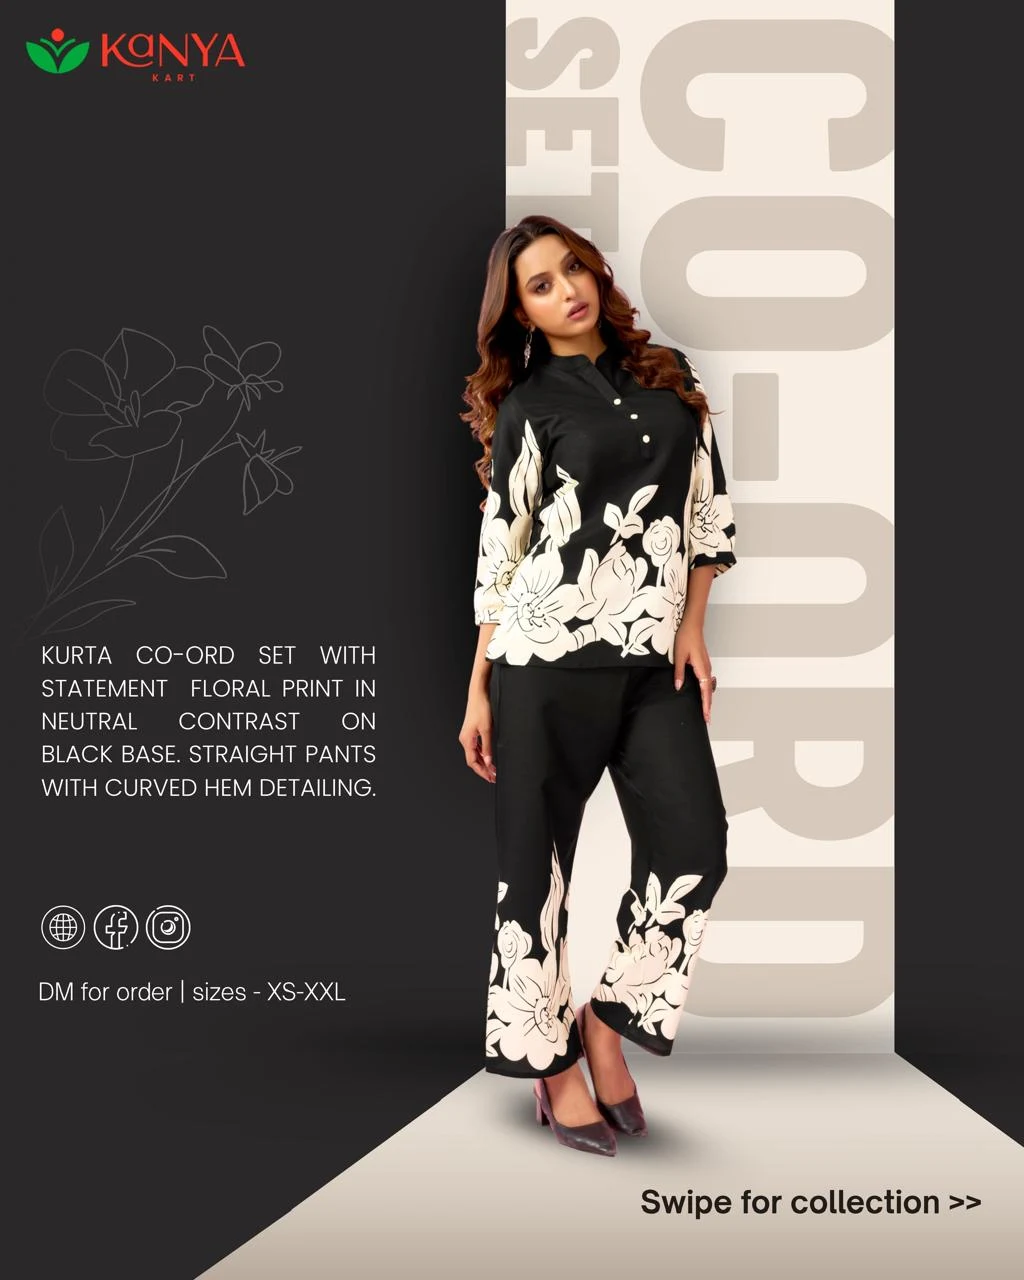 KANYA
KART
CO-ORD
SET
KURTA CO-ORD SET WITH
STATEMENT FLORAL PRINT IN
NEUTRAL CONTRAST ON
BLACK BASE. STRAIGHT PANTS
WITH CURVED HEM DETAILING.
DM for order | sizes - XS-XXL
Swipe for collection >>